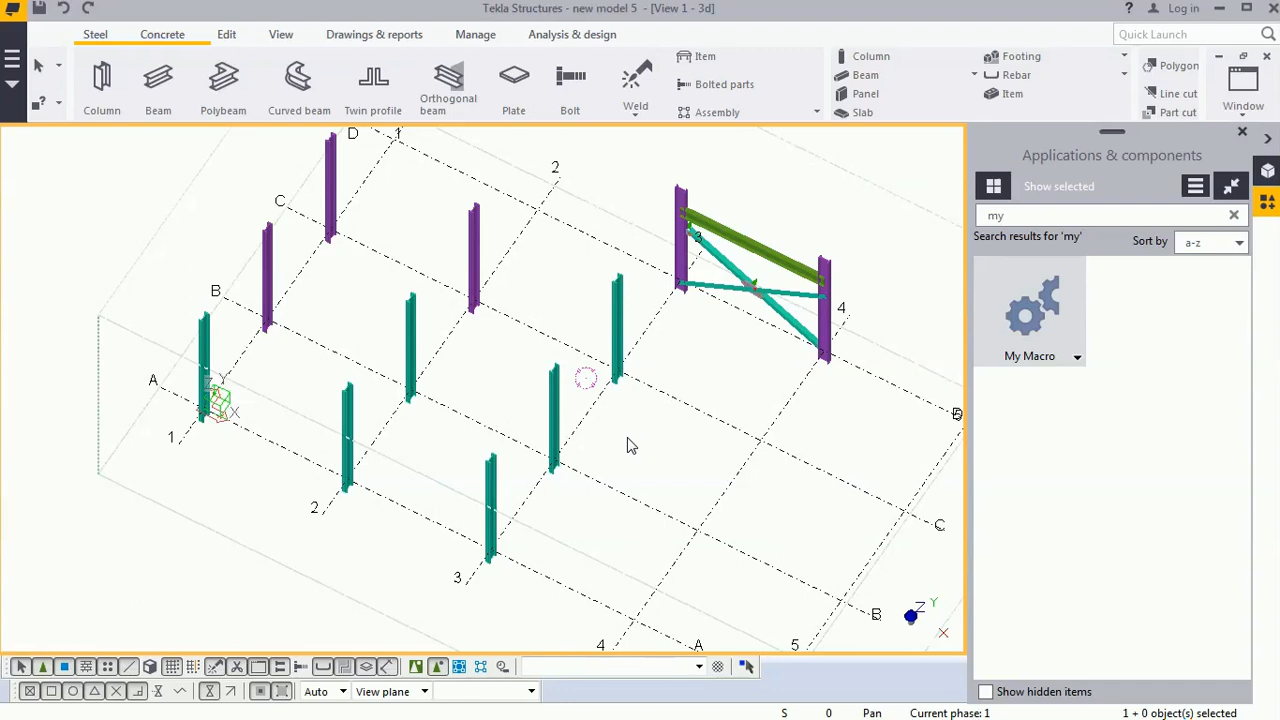 Tekla Structures - new model 5 - [View 1 - 3d]
? Log in
Steel Concrete Edit View Drawings & reports Manage Analysis & design
Quick Launch
Column
Beam
Polybeam
Curved beam
Twin profile
Orthogonal
beam
Plate
Bolt
Weld
Item
Bolted parts
Assembly
Column
Beam
Panel
Slab
Footing
Rebar
Item
Polygon
Line cut
Part cut
Window
Applications & components
Show selected
my
Search results for 'my'
Sort by
a-z
My Macro
Show hidden items
D
1
2
C
3
B
4
A
Z
Y
X
1
2
3
4
A
5
B
C
D
5
Z
Y
X
Auto
View plane
S
0
Pan
Current phase: 1
1 + 0 object(s) selected